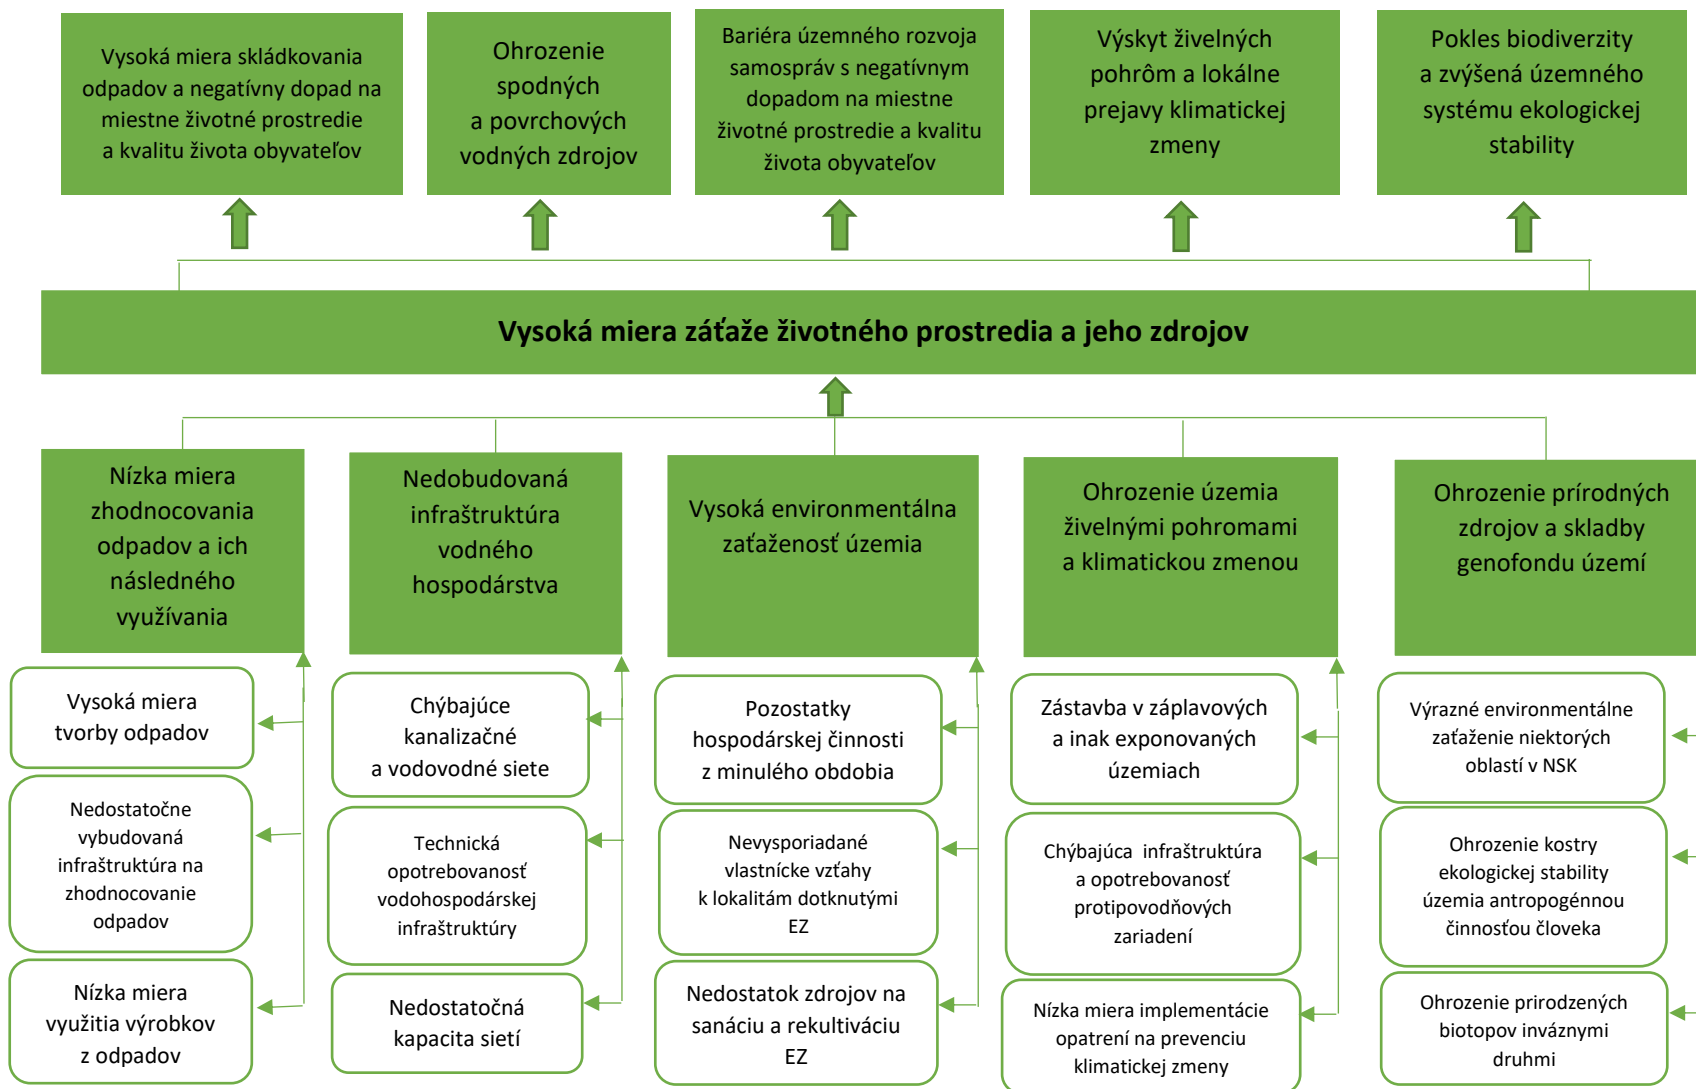 Vysoká miera skládkovania
odpadov a negatívny dopad na
miestne životné prostredie
a kvalitu života obyvateľov
Ohrozenie
spodných
a povrchových
vodných zdrojov
Bariéra územného rozvoja
samospráv s negatívnym
dopadom na miestne
životné prostredie a kvalitu
života obyvateľov
Výskyt živelných
pohrôm a lokálne
prejavy klimatickej
zmeny
Pokles biodiverzity
a zvýšená územného
systému ekologickej
stability
Vysoká miera záťaže životného prostredia a jeho zdrojov
Nízka miera
zhodnocovania
odpadov a ich
následného
využívania
Nedobudovaná
infraštruktúra
vodného
hospodárstva
Vysoká environmentálna
zaťaženosť územia
Ohrozenie územia
živelnými pohromami
a klimatickou zmenou
Ohrozenie prírodných
zdrojov a skladby
genofondu území
Vysoká miera
tvorby odpadov
Chýbajúce
kanalizačné
a vodovodné siete
Pozostatky
hospodárskej činnosti
z minulého obdobia
Zástavba v záplavových
a inak exponovaných
územiach
Výrazné environmentálne
zaťaženie niektorých
oblastí v NSK
Nedostatočne
vybudovaná
infraštruktúra na
zhodnocovanie
odpadov
Technická
opotrebovanosť
vodohospodárskej
infraštruktúry
Nevysporiadané
vlastnícke vzťahy
k lokalitám dotknutými
EZ
Chýbajúca infraštruktúra
a opotrebovanosť
protipovodňových
zariadení
Ohrozenie kostry
ekologickej stability
územia antropogénnou
činnosťou človeka
Nízka miera
využitia výrobkov
z odpadov
Nedostatočná
kapacita sietí
Nedostatok zdrojov na
sanáciu a rekultiváciu
EZ
Nízka miera implementácie
opatrení na prevenciu
klimatickej zmeny
Ohrozenie prirodzených
biotopov inváznymi
druhmi